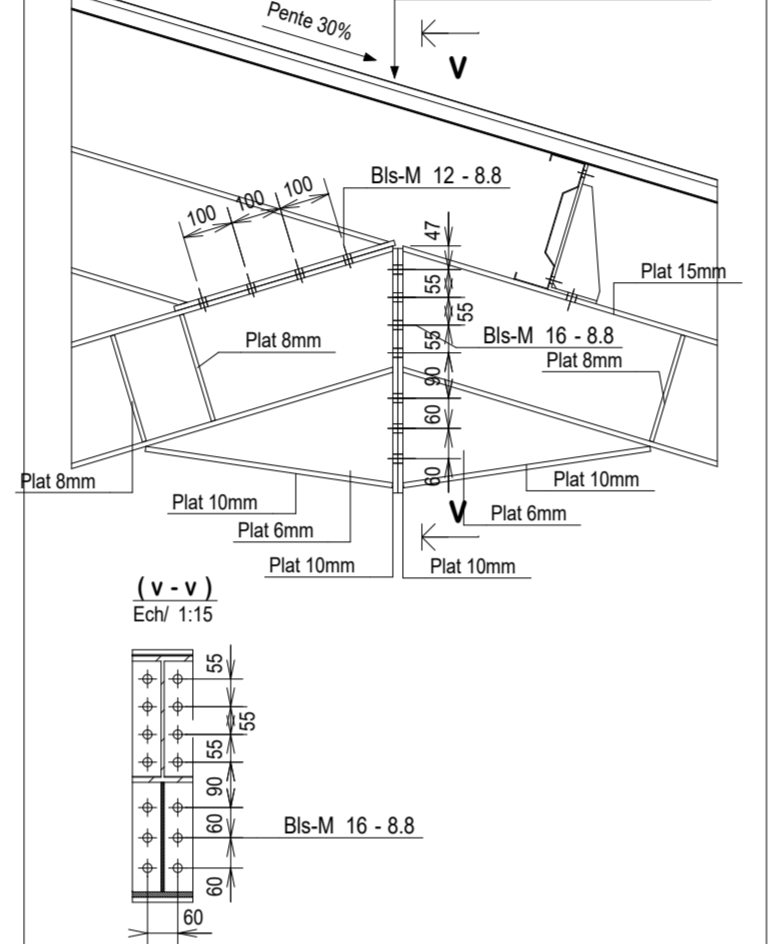 Pente 30%
V
100
100
100
Bls-M 12 - 8.8
47
55
55
55
Plat 15mm
Bls-M 16 - 8.8
Plat 8mm
Plat 8mm
90
60
60
Plat 8mm
Plat 10mm
Plat 6mm
Plat 10mm
Plat 10mm
Plat 6mm
Plat 10mm
V
( v - v )
Ech/ 1:15
55
55
55
90
60
60
Bls-M 16 - 8.8
60